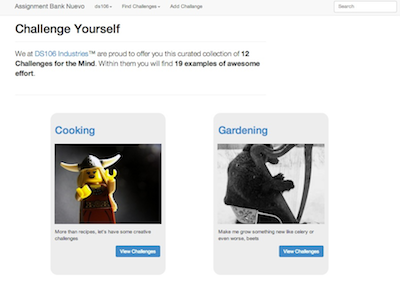 Assignment Bank Nuevo ds106 Find Challenges Add Challange Search
Challenge Yourself
We at DS106 Industries™ are proud to offer you this curated collection of 12
Challenges for the Mind. Within them you will find 19 examples of awesome
effort.
Cooking
More than recipes, let's have some creative
challenges
View Challenges
Gardening
Make me grow something new like celery or
even worse, beets
View Challenges